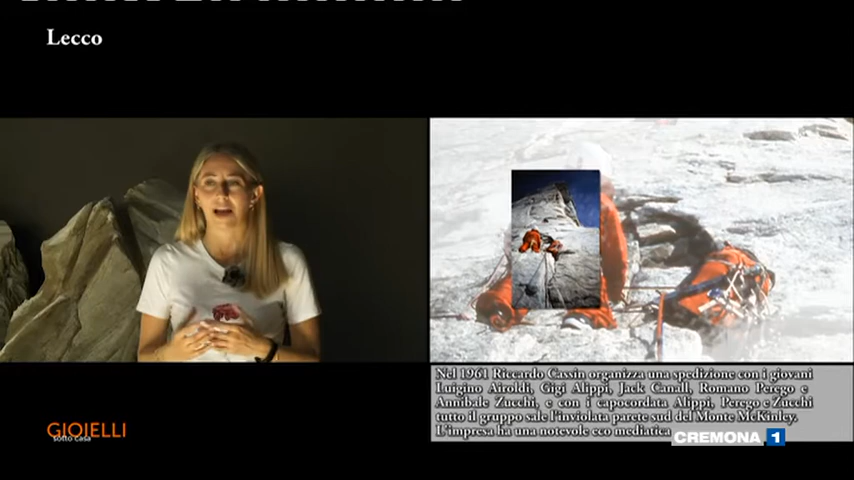 Lecco
Nel 1961 Riccardo Cassin organizza una spedizione con i giovani
Luigino Airoldi, Gigi Alippi, Jack Canali, Romano Perego e
Annibale Zucchi, e con i capocordata Alippi, Perego e Zucchi
tutto il gruppo sale l'inviolata parete sud del Monte McKinley.
L'impresa ha una notevole eco mediatica
GIOIELLI
sotto casa
CREMONA 1